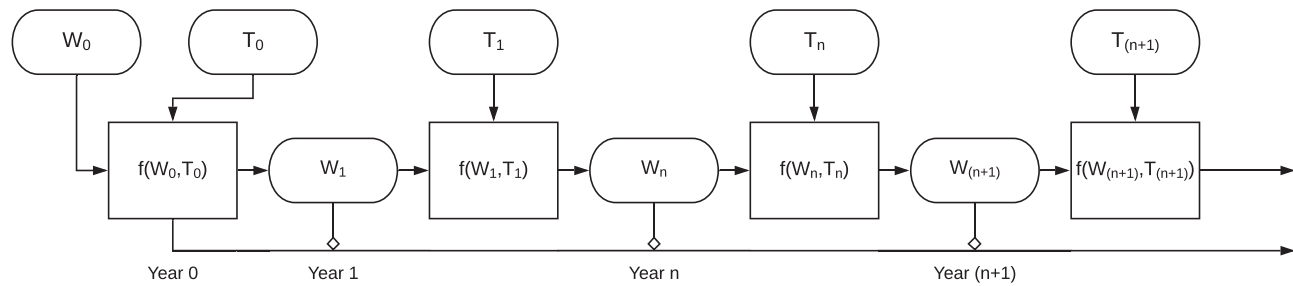 W₀
T₀
T₁
Tₙ
T₍ₙ₊₁₎
f(W₀,T₀)
W₁
f(W₁,T₁)
Wₙ
f(Wₙ,Tₙ)
W₍ₙ₊₁₎
f(W₍ₙ₊₁₎,T₍ₙ₊₁₎)
Year 0
Year 1
Year n
Year (n+1)